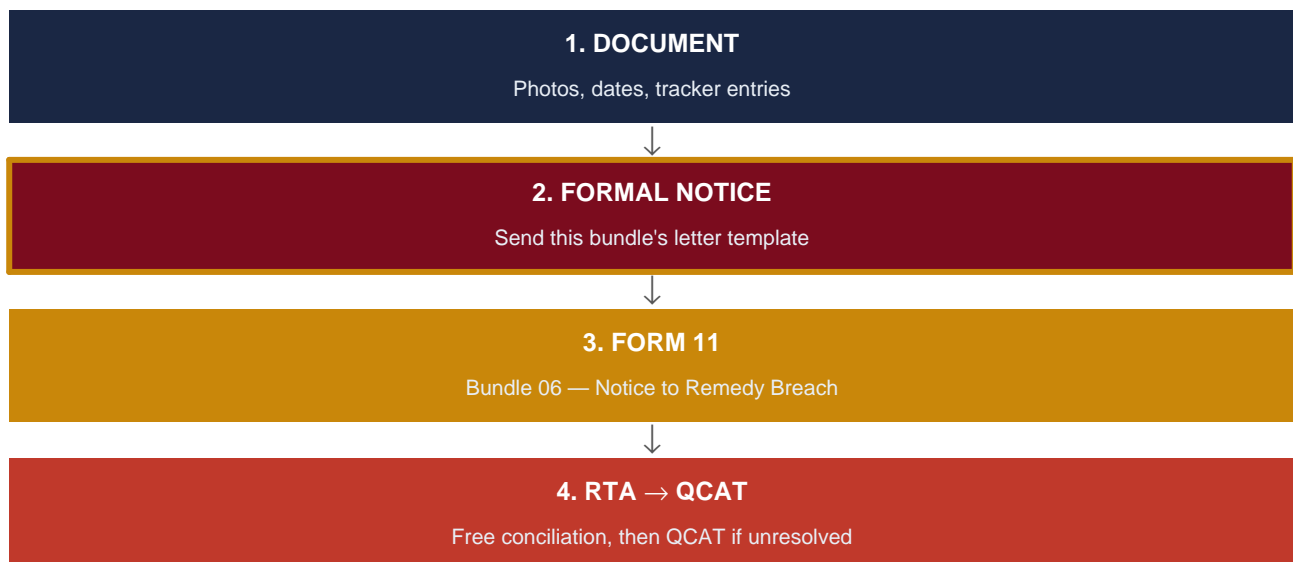 1. DOCUMENT
Photos, dates, tracker entries
2. FORMAL NOTICE
Send this bundle's letter template
3. FORM 11
Bundle 06 — Notice to Remedy Breach
4. RTA → QCAT
Free conciliation, then QCAT if unresolved